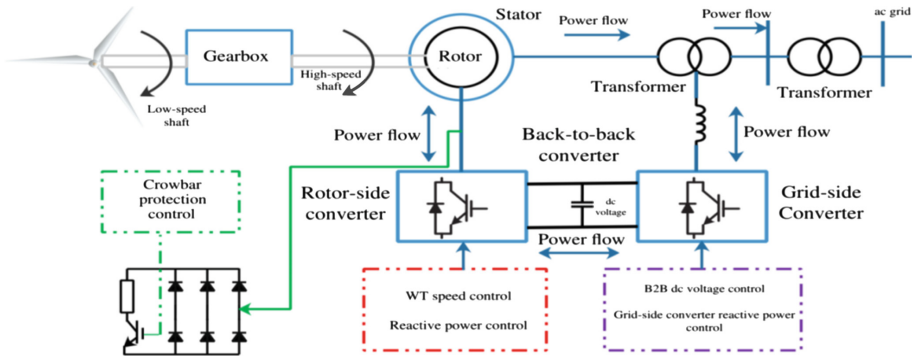 Stator
Power flow
Power flow
ac grid
Gearbox
Rotor
High-speed
shaft
Low-speed
shaft
Transformer
Transformer
Power flow
Back-to-back
converter
Power flow
Crowbar
protection
control
Rotor-side
converter
dc
voltage
Grid-side
Converter
Power flow
WT speed control
Reactive power control
B2B dc voltage control
Grid-side converter reactive power
control